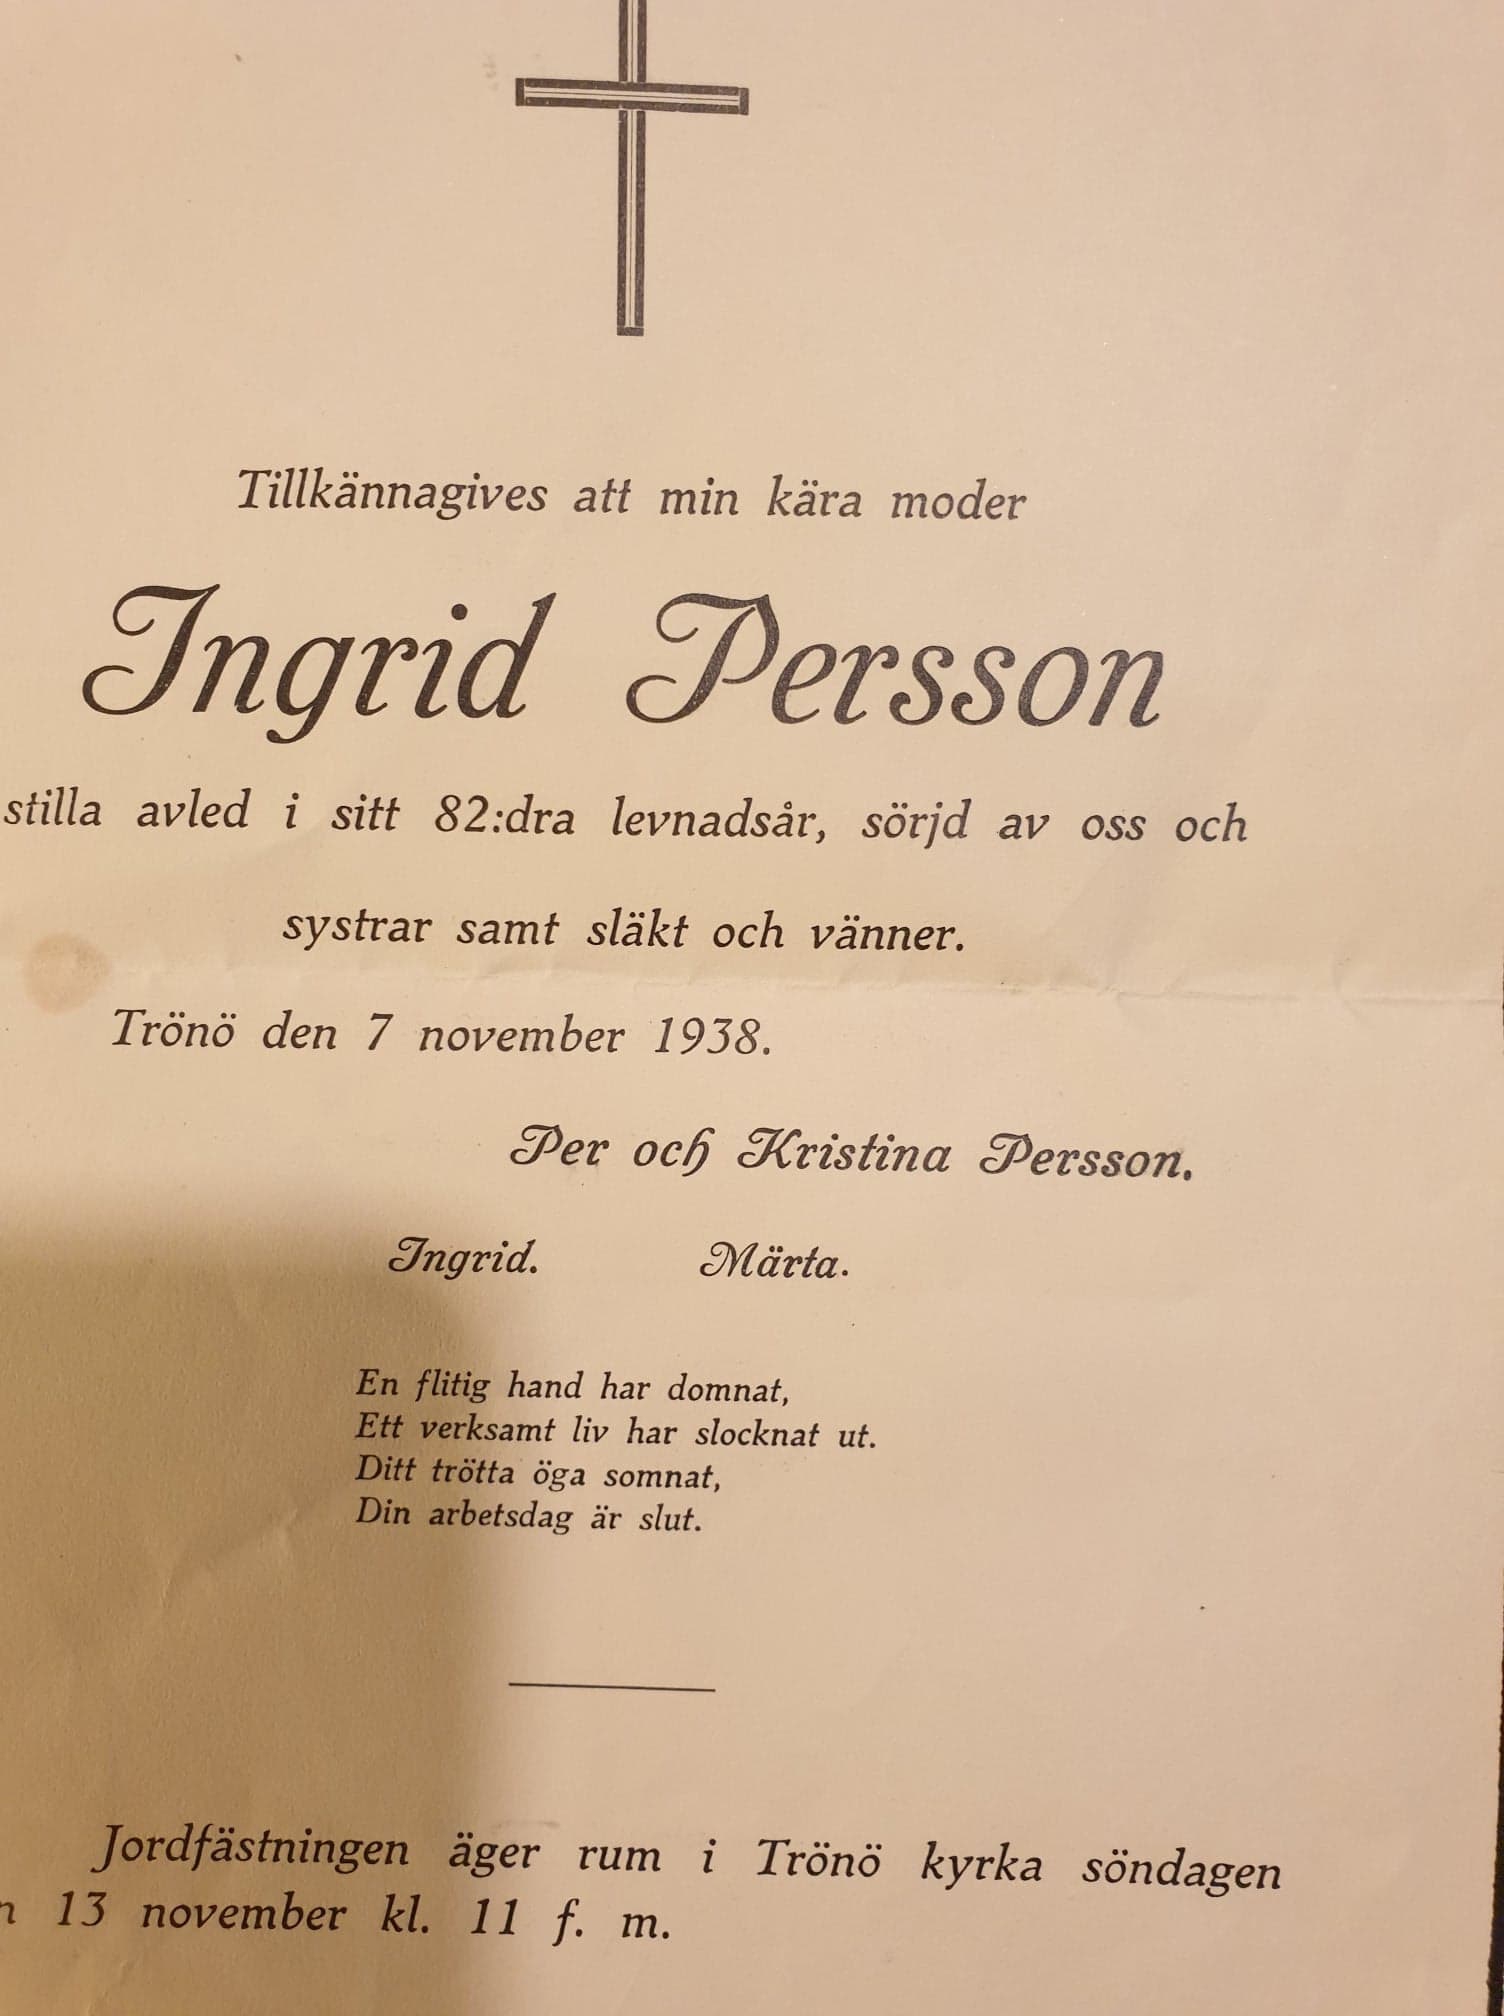 Tillkännagives att min kära moder
Ingrid Persson
stilla avled i sitt 82:dra levnadsår, sörjd av oss och
systrar samt släkt och vänner.
Trönö den 7 november 1938.
Per och Kristina Persson.
Ingrid. Märta.
En flitig hand har domnat,
Ett verksamt liv har slocknat ut.
Ditt trötta öga somnat,
Din arbetsdag är slut.
Jordfästningen äger rum i Trönö kyrka söndagen
n 13 november kl. 11 f. m.